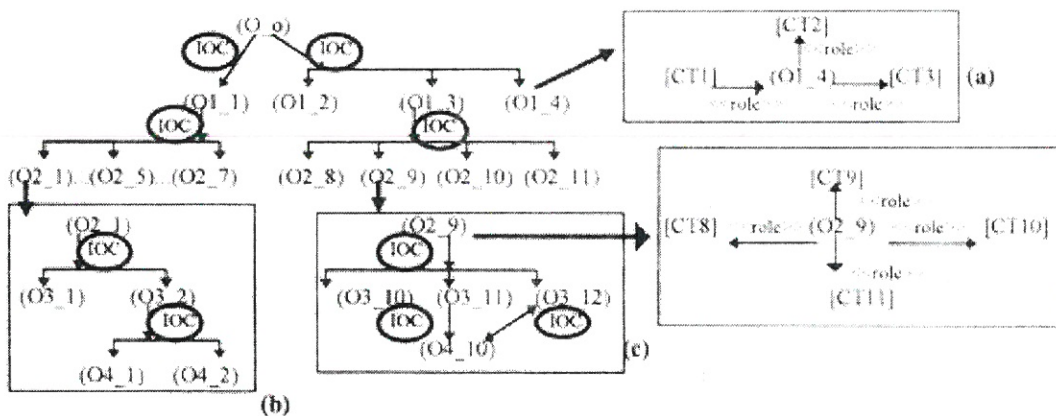 (O_o)
IOC IOC
(O1_1) (O1_2) (O1_3) (O1_4)
[CT2]
<<role>>
[CT1] (O1_4) [CT3]
<<role>> <<role>>
(a)
IOC IOC
(O2_1)...(O2_5)...(O2_7) (O2_8) (O2_9) (O2_10) (O2_11)
(O2_1)
IOC
(O3_1) (O3_2)
IOC
(O4_1) (O4_2)
(b)
(O2_9)
IOC
(O3_10) (O3_11) (O3_12)
IOC IOC
(O4_10)
(c)
[CT9]
<<role>>
[CT8] <<role>> (O2_9) <<role>> [CT10]
<<role>>
[CT11]